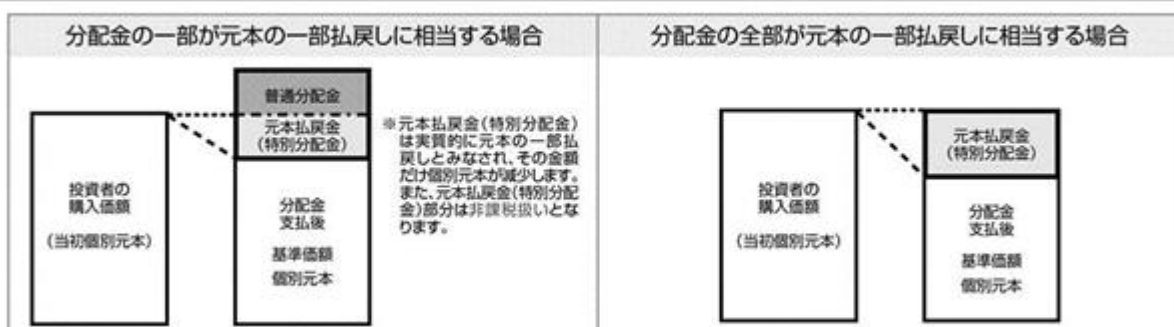 分配金の一部が元本の一部払戻しに相当する場合
普通分配金
元本払戻金
(特別分配金)
投資者の
購入価額
(当初個別元本)
分配金
支払後
基準価額
個別元本
※元本払戻金(特別分配金)
は実質的に元本の一部払
戻しとみなされ、その金額
だけ個別元本が減少します。
また、元本払戻金(特別分配
金)部分は非課税扱いとな
ります。
分配金の全部が元本の一部払戻しに相当する場合
元本払戻金
(特別分配金)
投資者の
購入価額
(当初個別元本)
分配金
支払後
基準価額
個別元本